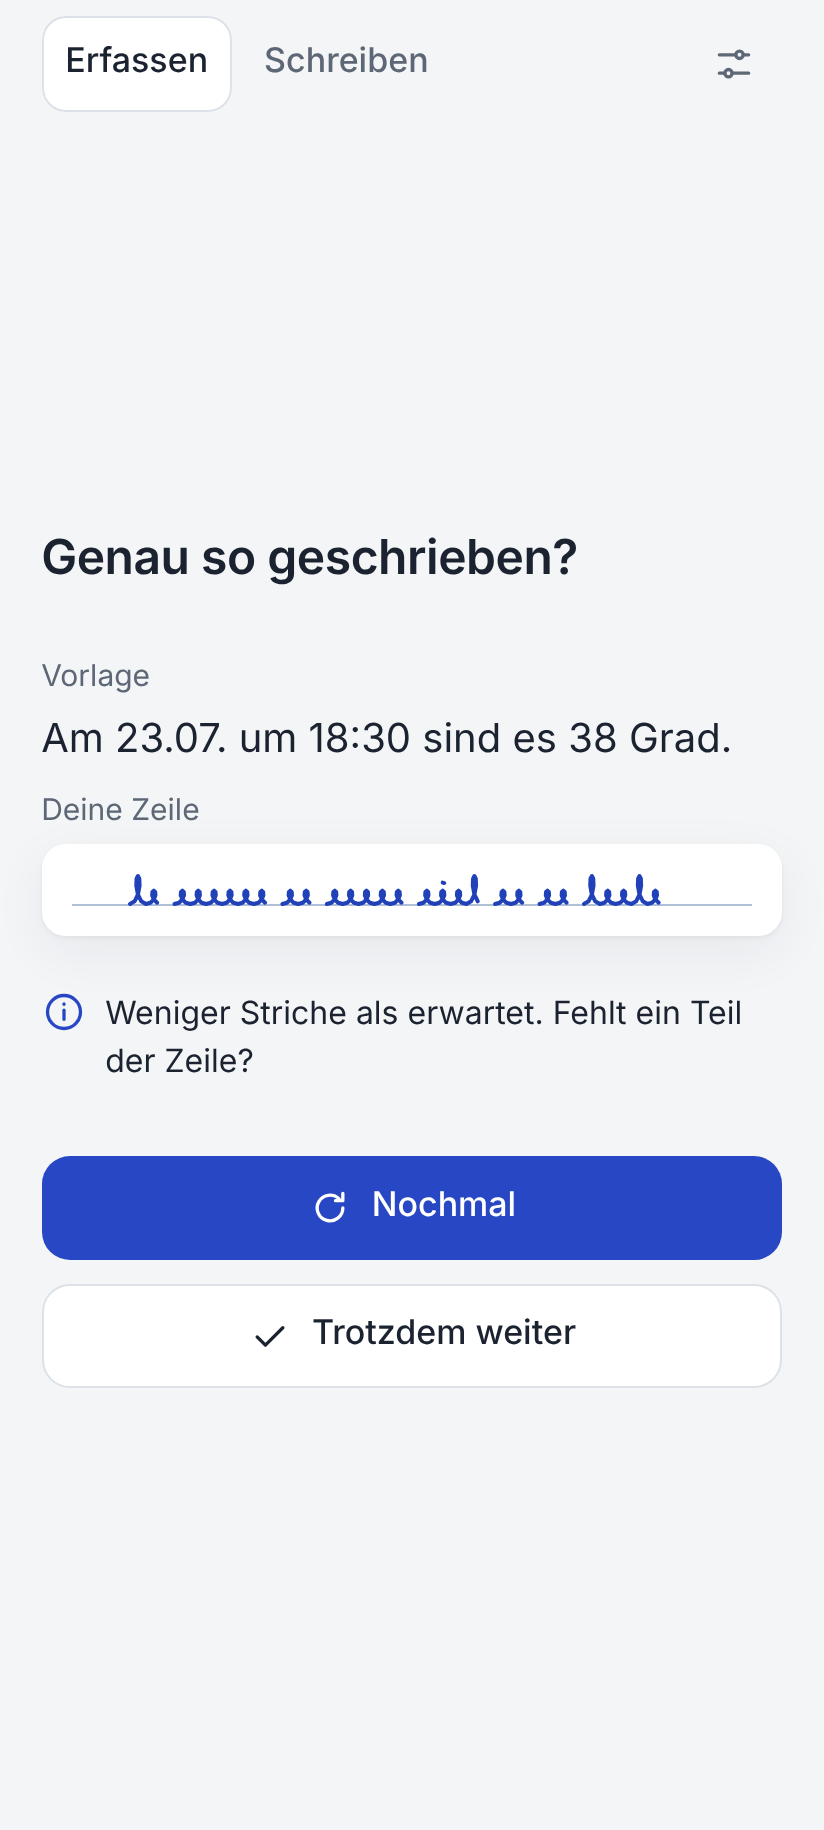 Erfassen Schreiben
Genau so geschrieben?
Vorlage
Am 23.07. um 18:30 sind es 38 Grad.
Deine Zeile
Weniger Striche als erwartet. Fehlt ein Teil
der Zeile?
Nochmal
Trotzdem weiter